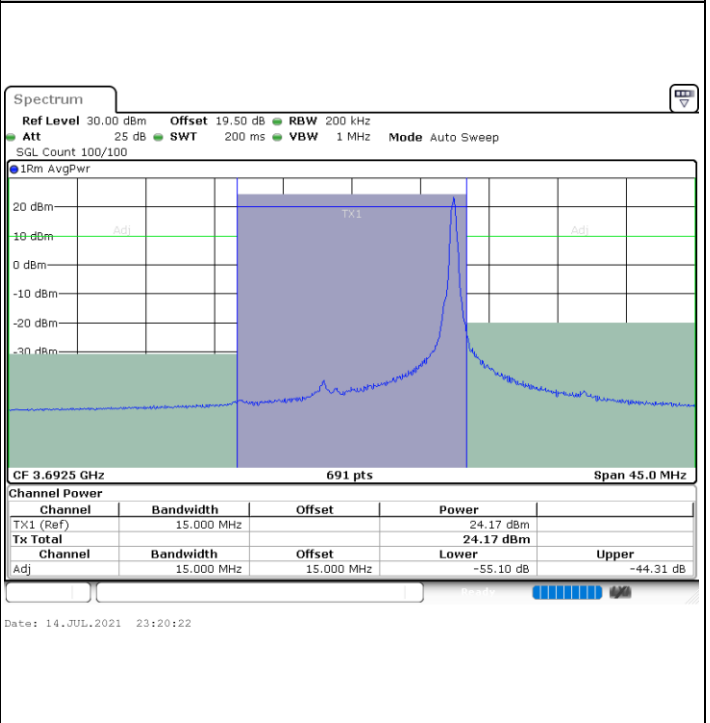 Spectrum
Ref Level 30.00 dBm Offset 19.50 dB RBW 200 kHz
Att 25 dB SWT 200 ms VBW 1 MHz Mode Auto Sweep
SGL Count 100/100
1Rm AvgPwr
20 dBm
TX1
Adj
Adj
10 dBm
0 dBm
-10 dBm
-20 dBm
-30 dBm
CF 3.6925 GHz 691 pts Span 45.0 MHz
Channel Power
Channel Bandwidth Offset Power
TX1 (Ref) 15.000 MHz 24.17 dBm
Tx Total 24.17 dBm
Channel Bandwidth Offset Lower Upper
Adj 15.000 MHz 15.000 MHz -55.10 dB -44.31 dB
Ready
Date: 14.JUL.2021 23:20:22